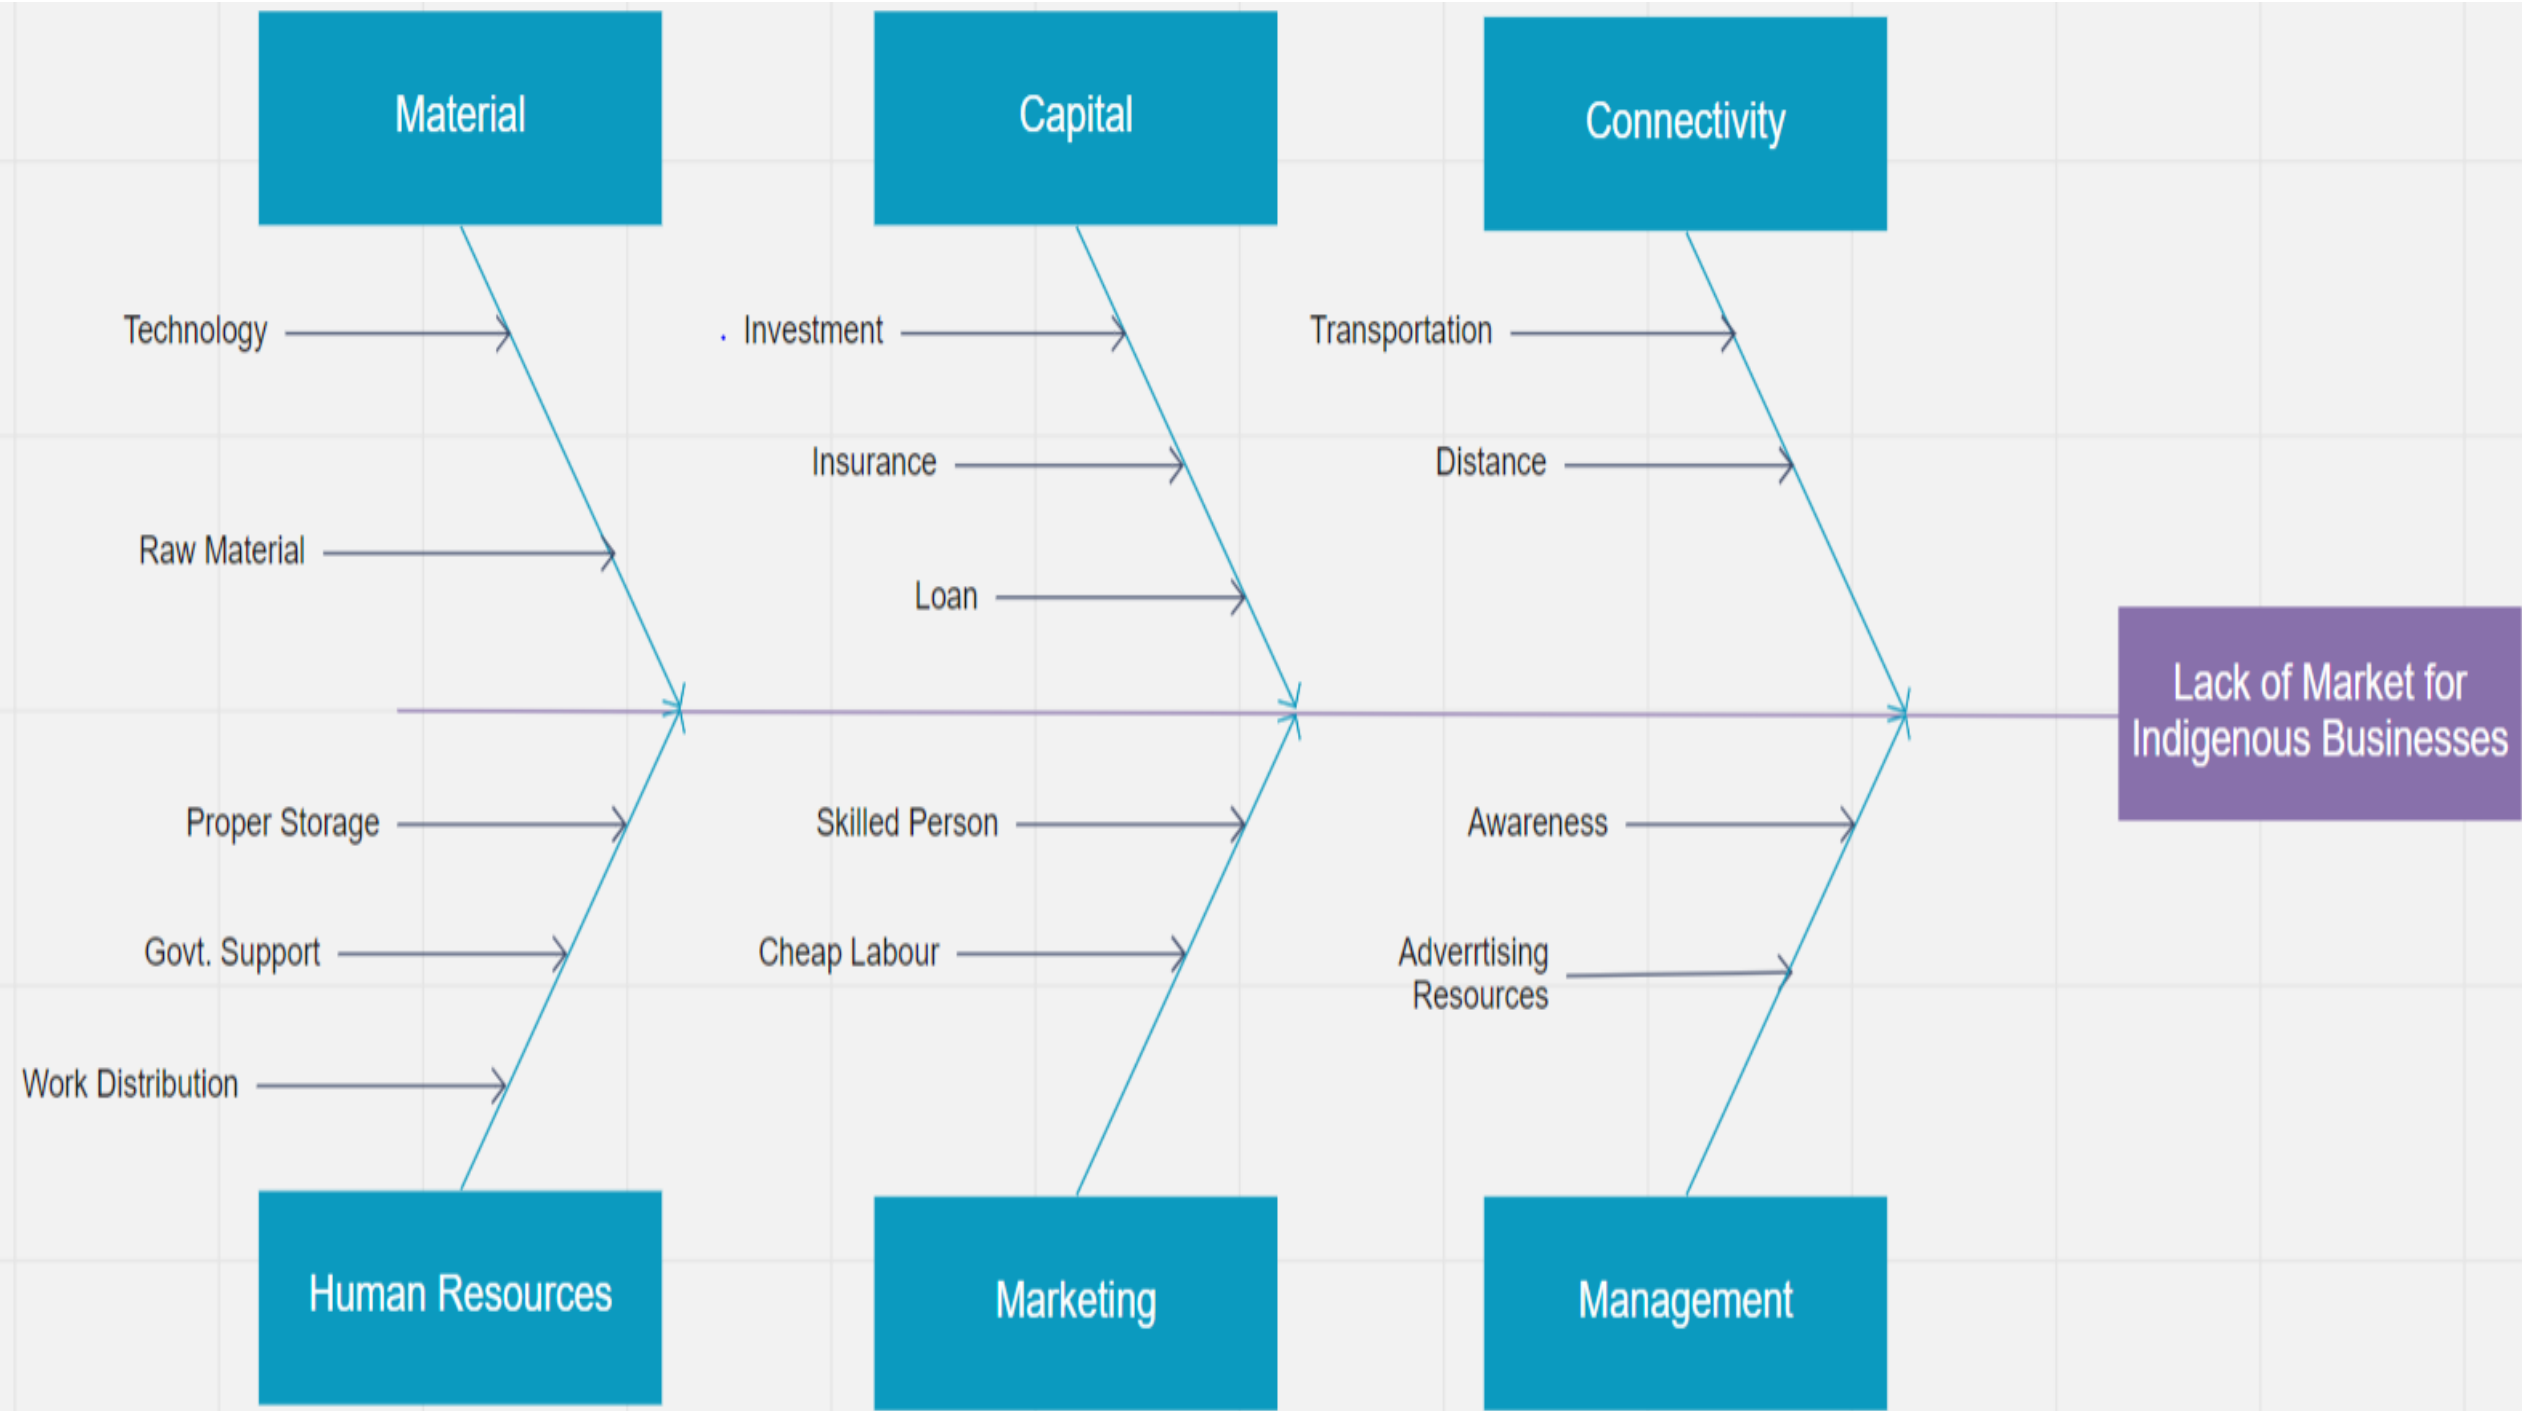 Material
Capital
Connectivity
Technology
Investment
Transportation
Insurance
Distance
Raw Material
Loan
Lack of Market for
Indigenous Businesses
Proper Storage
Skilled Person
Awareness
Govt. Support
Cheap Labour
Adverrtising
Resources
Work Distribution
Human Resources
Marketing
Management